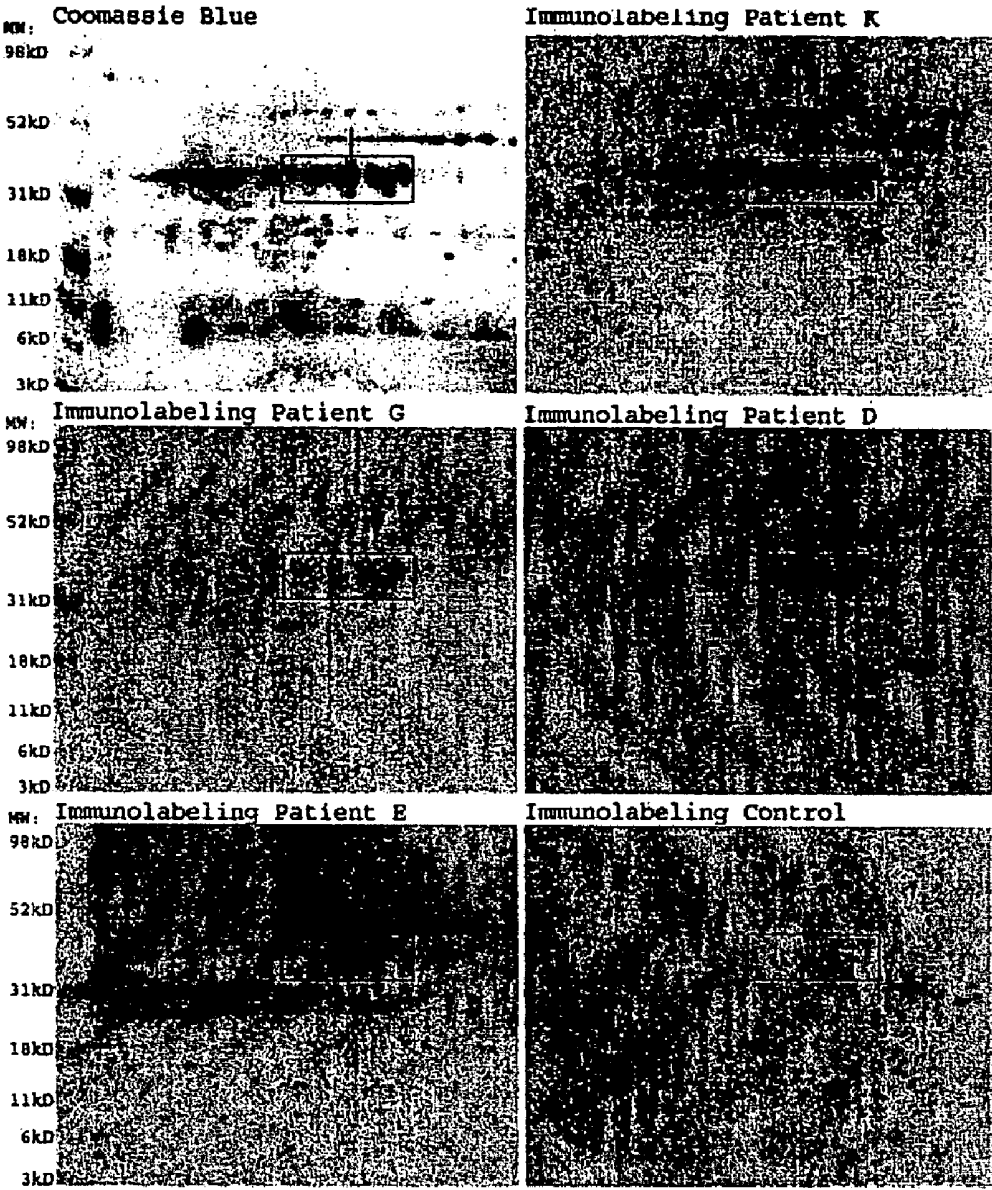 Coomassie Blue
Immunolabeling Patient K
MW:
98kD
52kD
31kD
18kD
11kD
6kD
3kD
Immunolabeling Patient G
Immunolabeling Patient D
MW:
98kD
52kD
31kD
18kD
11kD
6kD
3kD
Immunolabeling Patient E
Immunolabeling Control
MW:
98kD
52kD
31kD
18kD
11kD
6kD
3kD